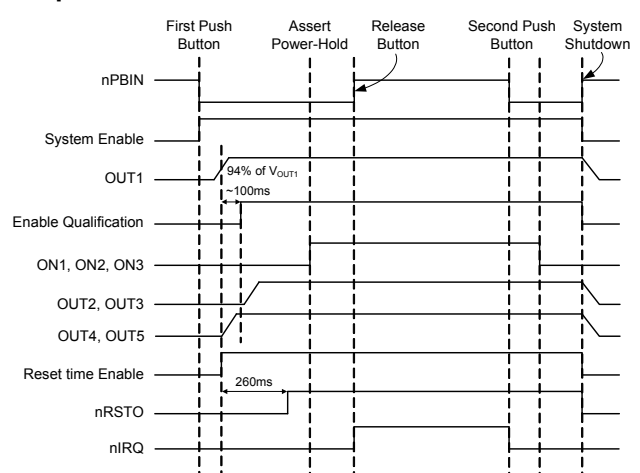 First Push
Button
Assert
Power-Hold
Release
Button
Second Push
Button
System
Shutdown
nPBIN
System Enable
OUT1
94% of VOUT1
~100ms
Enable Qualification
ON1, ON2, ON3
OUT2, OUT3
OUT4, OUT5
Reset time Enable
260ms
nRSTO
nIRQ